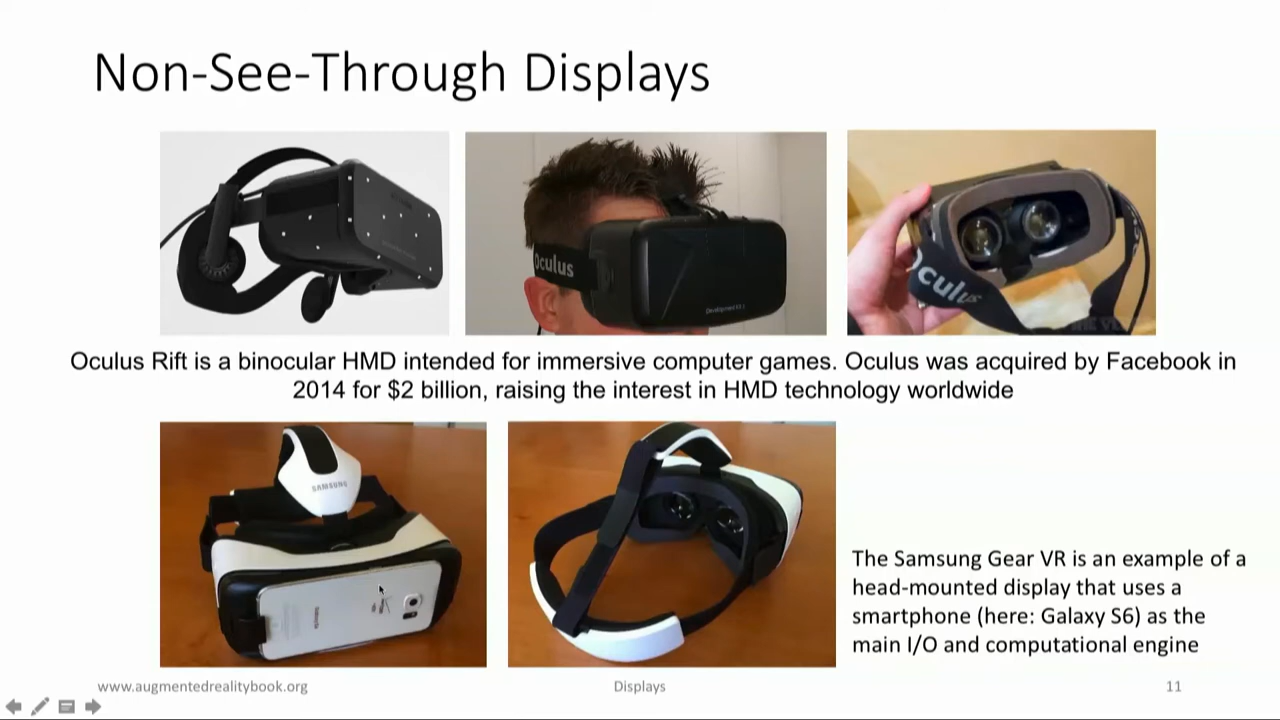 Non-See-Through Displays
Oculus
Development Kit 2
Oculus
Oculus Rift is a binocular HMD intended for immersive computer games. Oculus was acquired by Facebook in
2014 for $2 billion, raising the interest in HMD technology worldwide
SAMSUNG
The Samsung Gear VR is an example of a
head-mounted display that uses a
smartphone (here: Galaxy S6) as the
main I/O and computational engine
www.augmentedrealitybook.org
Displays
11